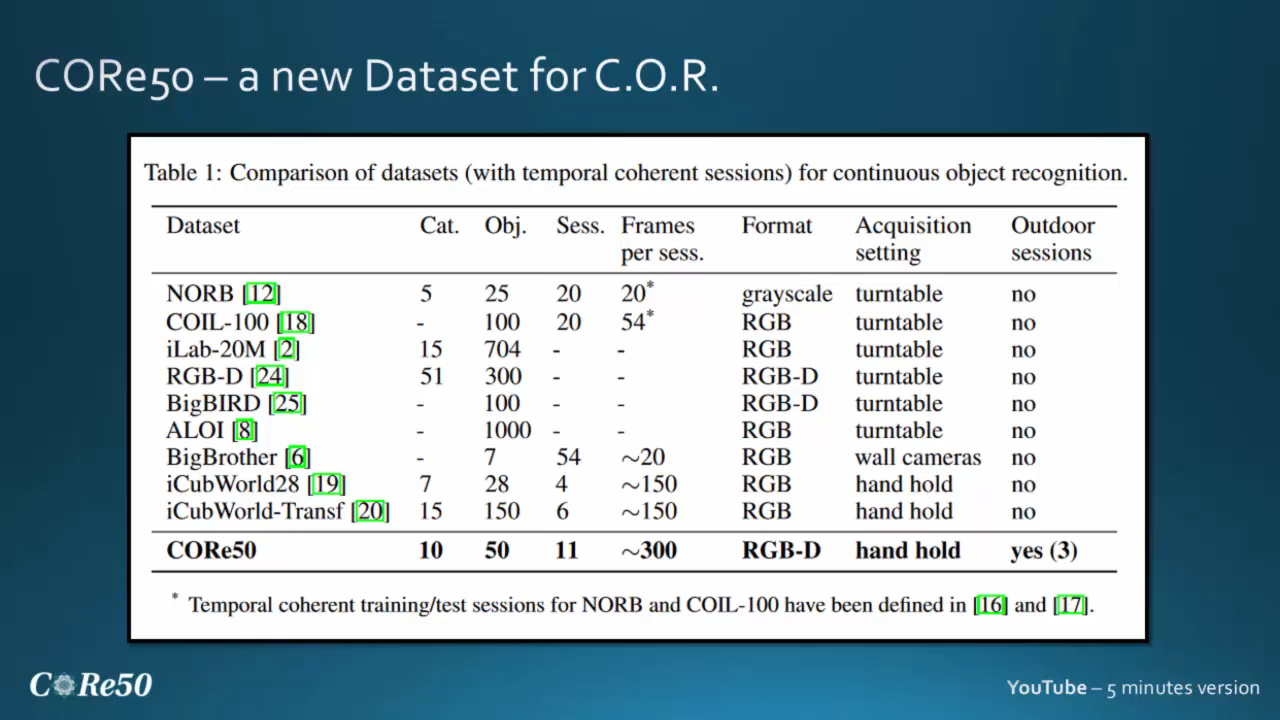 CORe50 – a new Dataset for C.O.R.
Table 1: Comparison of datasets (with temporal coherent sessions) for continuous object recognition.
Dataset Cat. Obj. Sess. Frames per sess. Format Acquisition setting Outdoor sessions
NORB [12] 5 25 20 20* grayscale turntable no
COIL-100 [18] - 100 20 54* RGB turntable no
iLab-20M [2] 15 704 - - RGB turntable no
RGB-D [24] 51 300 - - RGB-D turntable no
BigBIRD [25] - 100 - - RGB-D turntable no
ALOI [8] - 1000 - - RGB turntable no
BigBrother [6] - 7 54 ~20 RGB wall cameras no
iCubWorld28 [19] 7 28 4 ~150 RGB hand hold no
iCubWorld-Transf [20] 15 150 6 ~150 RGB hand hold no
CORe50 10 50 11 ~300 RGB-D hand hold yes (3)
* Temporal coherent training/test sessions for NORB and COIL-100 have been defined in [16] and [17].
CORe50
YouTube – 5 minutes version